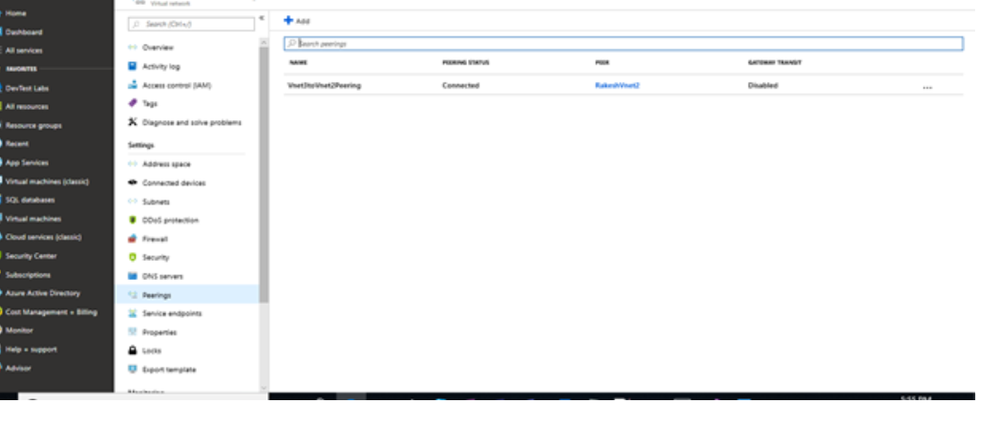 Virtual network
Home
Dashboard
All services
FAVORITES
DevTest Labs
All resources
Resource groups
Recent
App Services
Virtual machines (classic)
SQL databases
Virtual machines
Cloud services (classic)
Security Center
Subscriptions
Azure Active Directory
Cost Management + Billing
Monitor
Help + support
Advisor
Search (Ctrl+/)
Overview
Activity log
Access control (IAM)
Tags
Diagnose and solve problems
Settings
Address space
Connected devices
Subnets
DDoS protection
Firewall
Security
DNS servers
Peerings
Service endpoints
Properties
Locks
Export template
Monitoring
Add
Search peerings
NAME PEERING STATUS PEER GATEWAY TRANSIT
Vnet3toVnet2Peering Connected RakeshVnet2 Disabled ...
5:55 PM